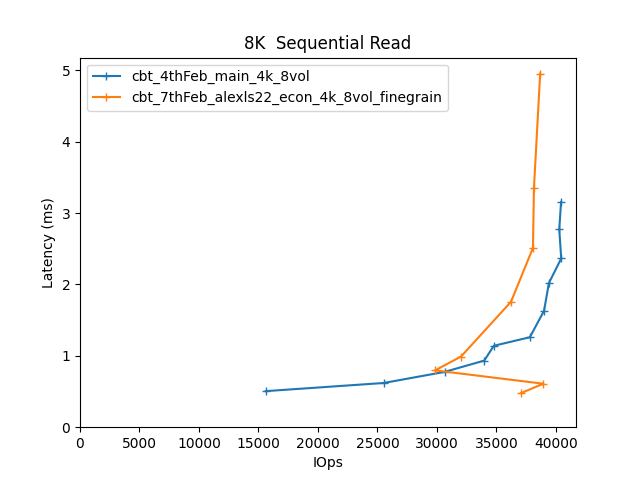 8K  Sequential Read
cbt_4thFeb_main_4k_8vol
cbt_7thFeb_alexls22_econ_4k_8vol_finegrain
5
4
3
2
1
0
Latency (ms)
0 5000 10000 15000 20000 25000 30000 35000 40000
IOps